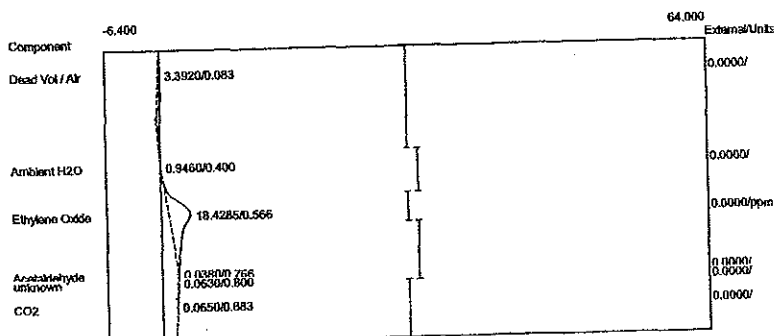 -6.400 64.000
Component External/Units
Dead Vol / Air 3.3920/0.083 0.0000/
Ambient H2O 0.9460/0.400 0.0000/
Ethylene Oxide 18.4285/0.566 0.0000/ppm
Acetaldehyde 0.0380/0.766 0.0000/
unknown 0.0630/0.800 0.0000/
CO2 0.0650/0.883 0.0000/